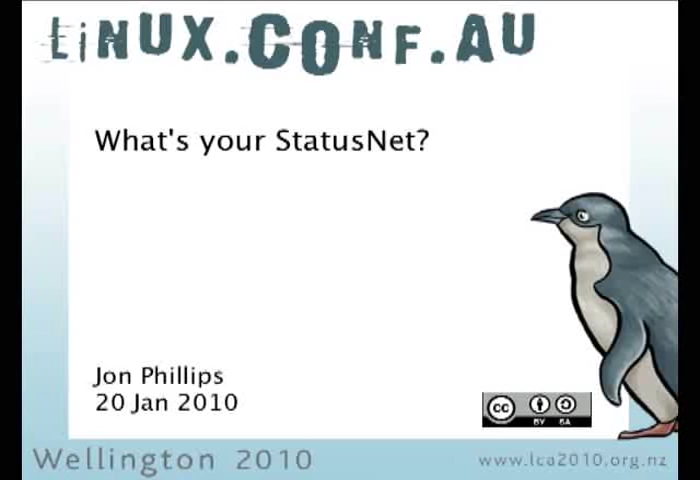 LiNUX.CONF.AU
What's your StatusNet?
Jon Phillips
20 Jan 2010
cc
BY SA
Wellington 2010
www.lca2010.org.nz